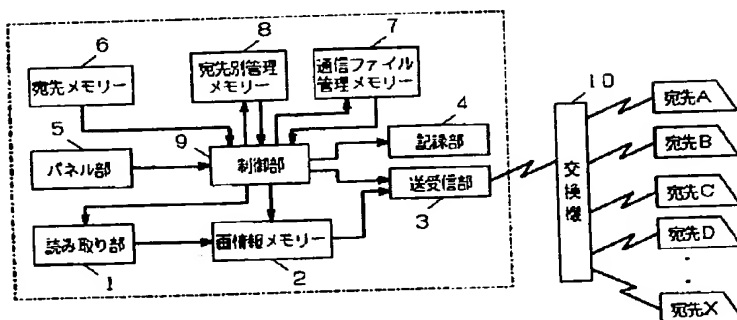 6
8
7
宛先メモリー
宛先別管理
メモリー
通信ファイル
管理メモリー
4
10
宛先A
5
9
記録部
パネル部
制御部
宛先B
送受信部
交換機
3
宛先C
読み取り部
画情報メモリー
宛先D
1
2
宛先X